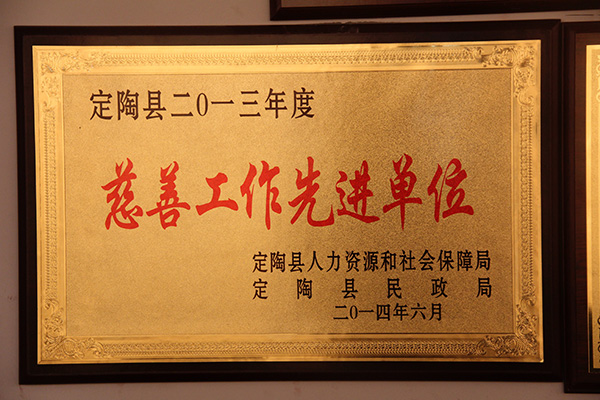 定陶县二〇一三年度
慈善工作先进单位
定陶县人力资源和社会保障局
定陶县民政局
二〇一四年六月